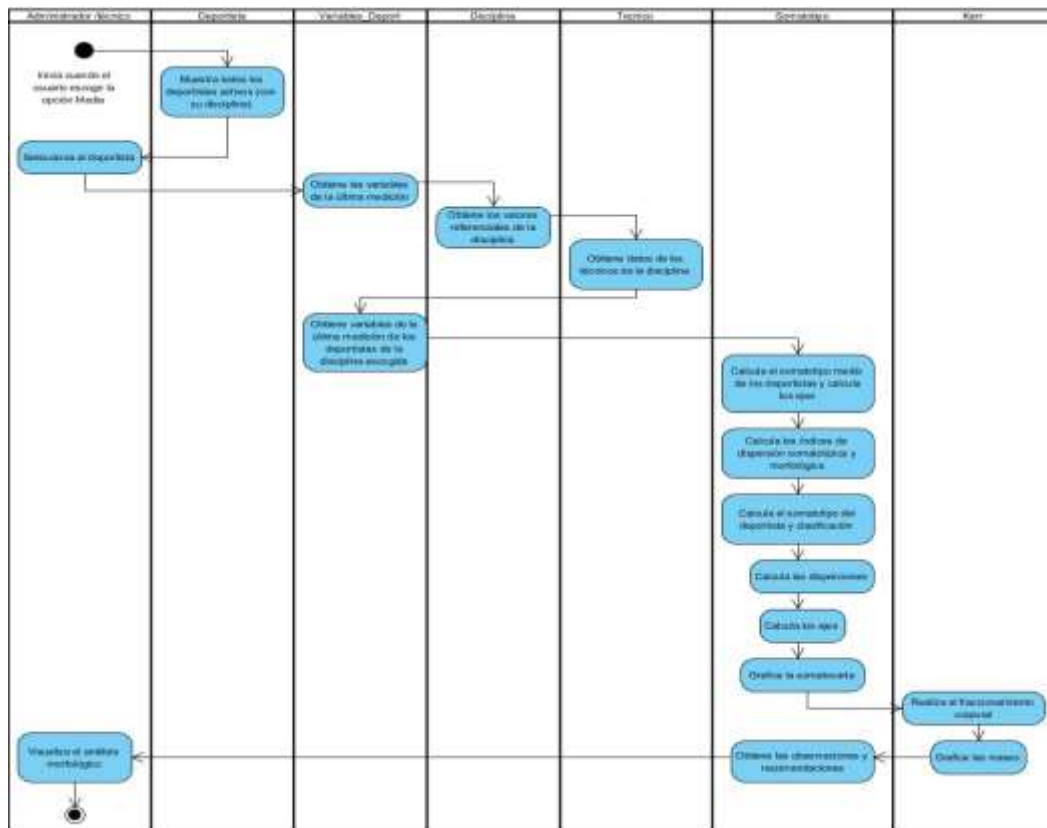 Administrador /técnico
Deportista
Variables_Deport
Disciplina
Tecnico
Somatotipo
Kerr
Inicia cuando el
usuario escoge la
opción Media
Muestra todos los
deportistas activos (con
su disciplina)
Selecciona el deportista
Obtiene las variables
de la última medición
Obtiene los valores
referenciales de la
disciplina
Obtiene datos de los
técnicos de la disciplina
Obtiene variables de la
última medición de los
deportistas de la
disciplina escogida
Calcula el somatotipo medio
de los deportistas y calcula
los ejes
Calcula los índices de
dispersión somatotípica y
morfológica
Calcula el somatotipo del
deportista y clasificación
Calcula las dispersiones
Calcula los ejes
Grafica la somatocarta
Realiza el fraccionamiento
corporal
Grafica las masas
Obtiene las observaciones y
recomendaciones
Visualiza el análisis
morfológico